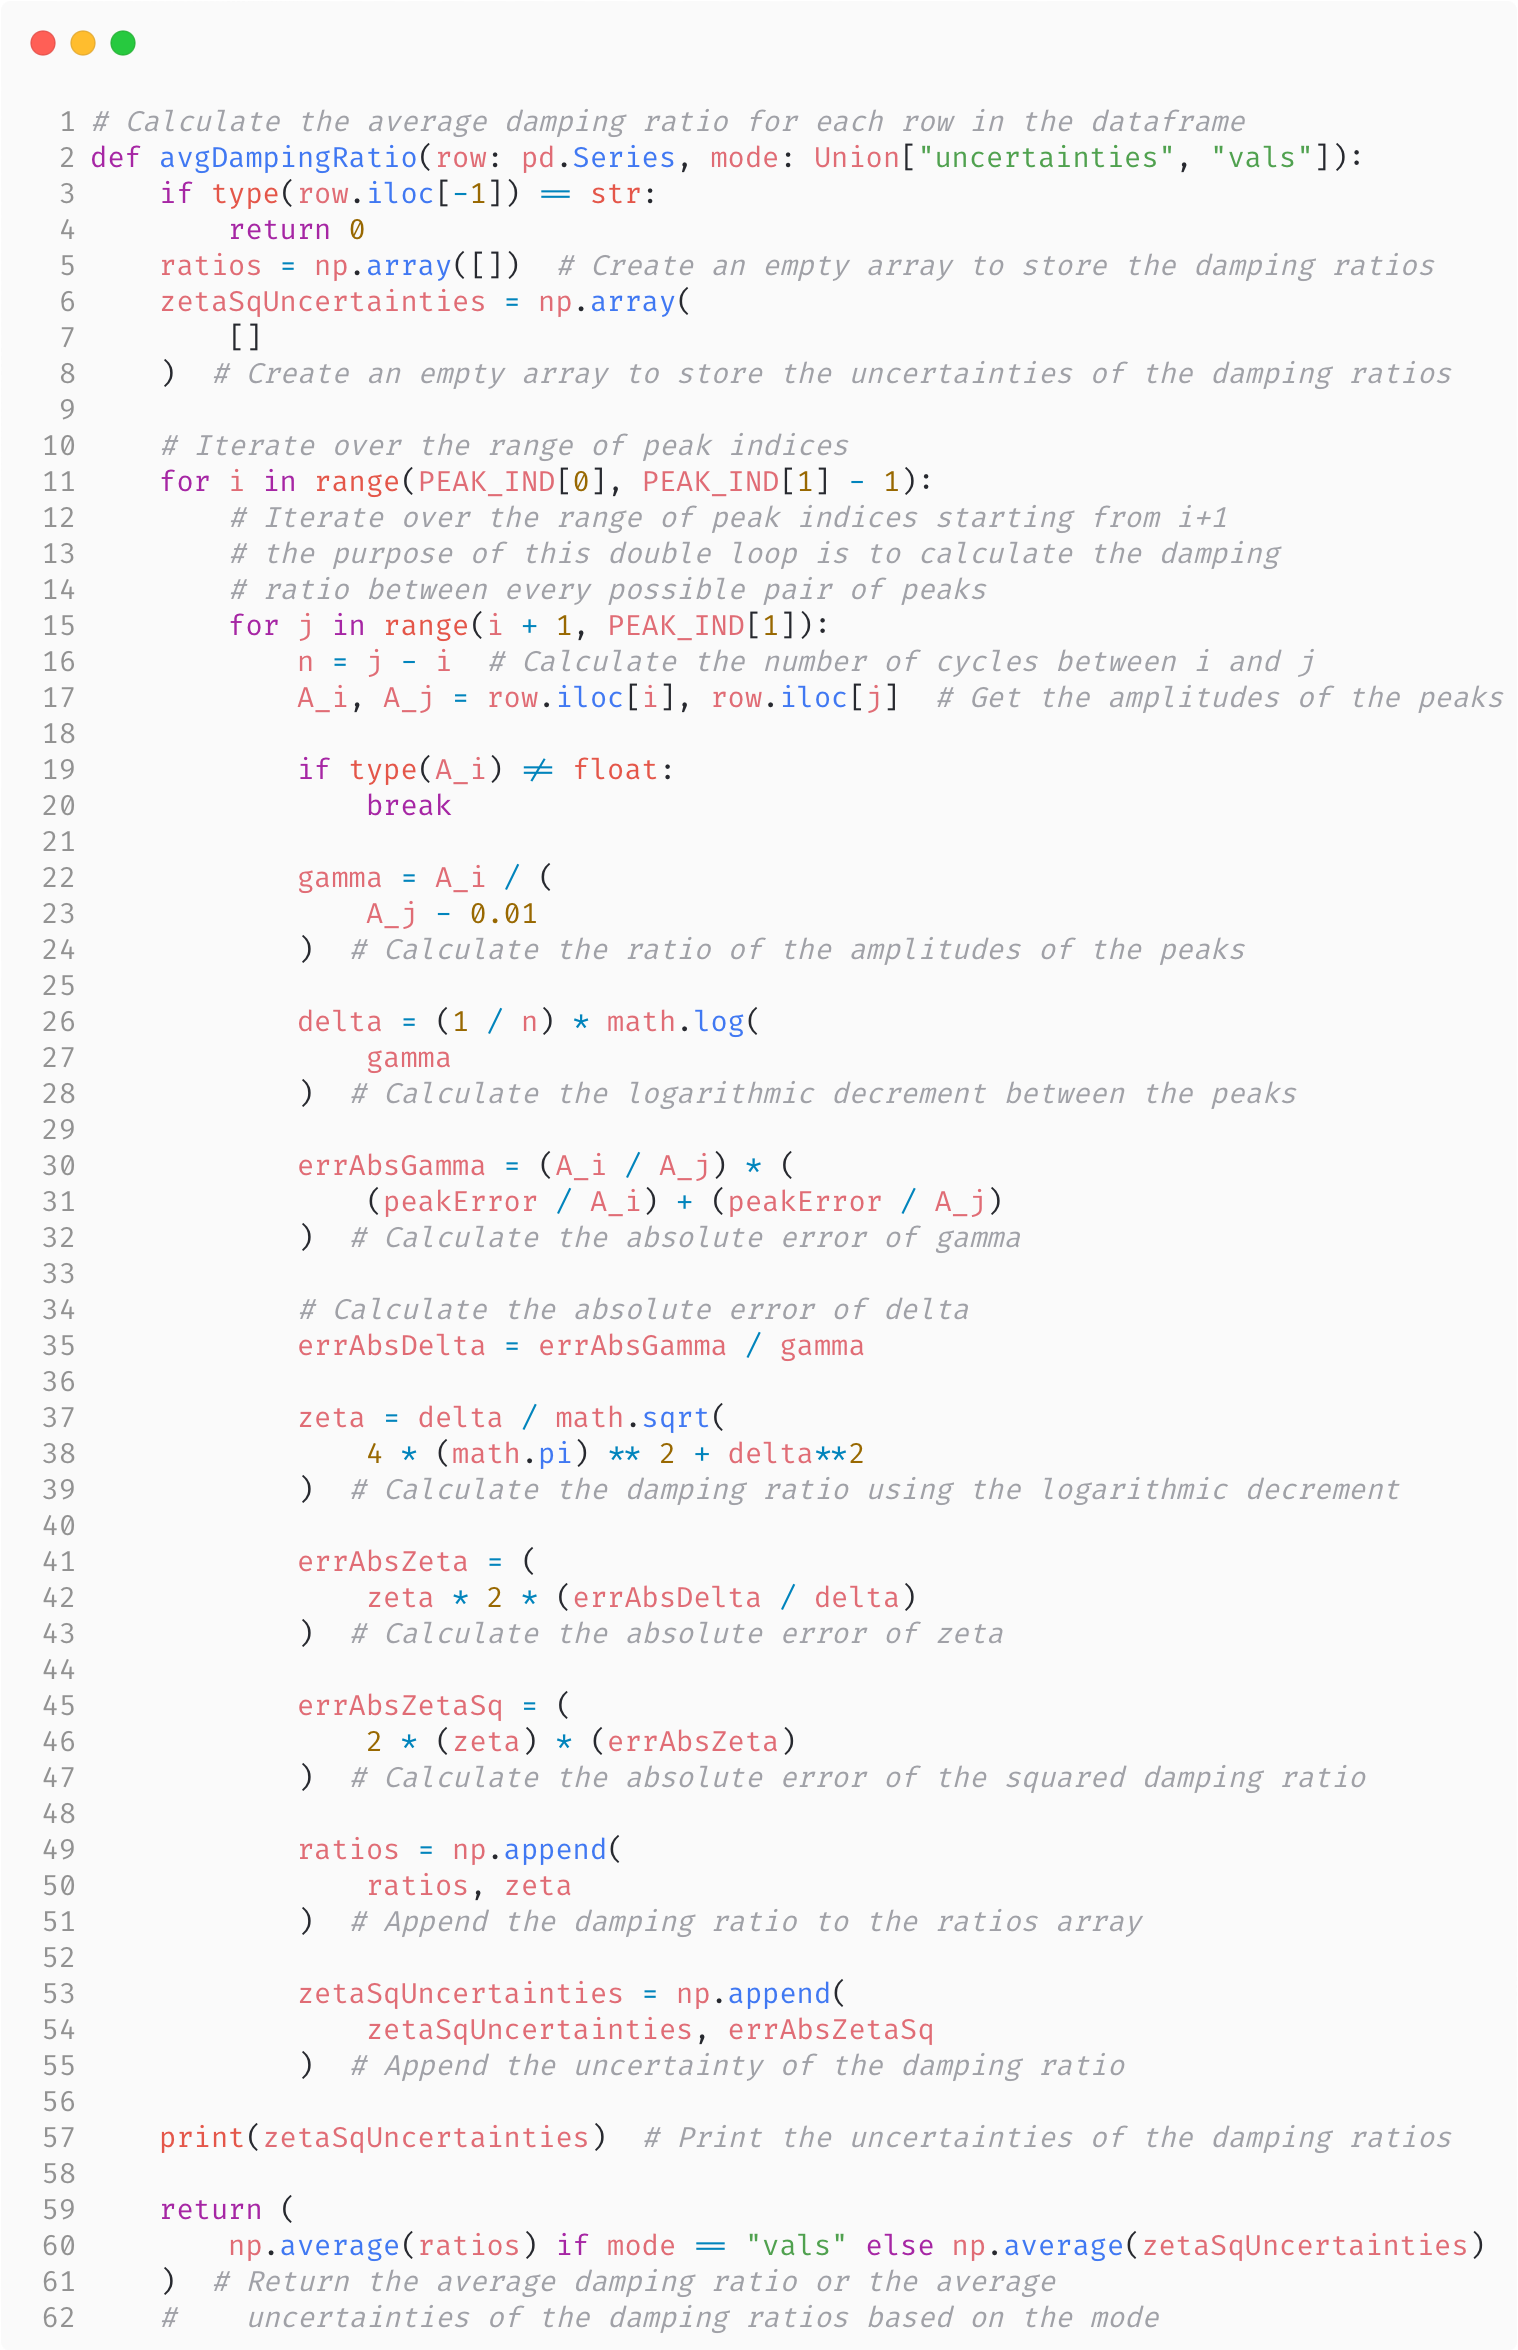 1 # Calculate the average damping ratio for each row in the dataframe
2 def avgDampingRatio(row: pd.Series, mode: Union["uncertainties", "vals"]):
3     if type(row.iloc[-1]) == str:
4         return 0
5     ratios = np.array([])  # Create an empty array to store the damping ratios
6     zetaSqUncertainties = np.array(
7         []
8     )  # Create an empty array to store the uncertainties of the damping ratios
9
10     # Iterate over the range of peak indices
11     for i in range(PEAK_IND[0], PEAK_IND[1] - 1):
12         # Iterate over the range of peak indices starting from i+1
13         # the purpose of this double loop is to calculate the damping
14         # ratio between every possible pair of peaks
15         for j in range(i + 1, PEAK_IND[1]):
16             n = j - i  # Calculate the number of cycles between i and j
17             A_i, A_j = row.iloc[i], row.iloc[j]  # Get the amplitudes of the peaks
18
19             if type(A_i) != float:
20                 break
21
22             gamma = A_i / (
23                 A_j - 0.01
24             )  # Calculate the ratio of the amplitudes of the peaks
25
26             delta = (1 / n) * math.log(
27                 gamma
28             )  # Calculate the logarithmic decrement between the peaks
29
30             errAbsGamma = (A_i / A_j) * (
31                 (peakError / A_i) + (peakError / A_j)
32             )  # Calculate the absolute error of gamma
33
34             # Calculate the absolute error of delta
35             errAbsDelta = errAbsGamma / gamma
36
37             zeta = delta / math.sqrt(
38                 4 * (math.pi) ** 2 + delta**2
39             )  # Calculate the damping ratio using the logarithmic decrement
40
41             errAbsZeta = (
42                 zeta * 2 * (errAbsDelta / delta)
43             )  # Calculate the absolute error of zeta
44
45             errAbsZetaSq = (
46                 2 * (zeta) * (errAbsZeta)
47             )  # Calculate the absolute error of the squared damping ratio
48
49             ratios = np.append(
50                 ratios, zeta
51             )  # Append the damping ratio to the ratios array
52
53             zetaSqUncertainties = np.append(
54                 zetaSqUncertainties, errAbsZetaSq
55             )  # Append the uncertainty of the damping ratio
56
57     print(zetaSqUncertainties)  # Print the uncertainties of the damping ratios
58
59     return (
60         np.average(ratios) if mode == "vals" else np.average(zetaSqUncertainties)
61     )  # Return the average damping ratio or the average
62     #    uncertainties of the damping ratios based on the mode